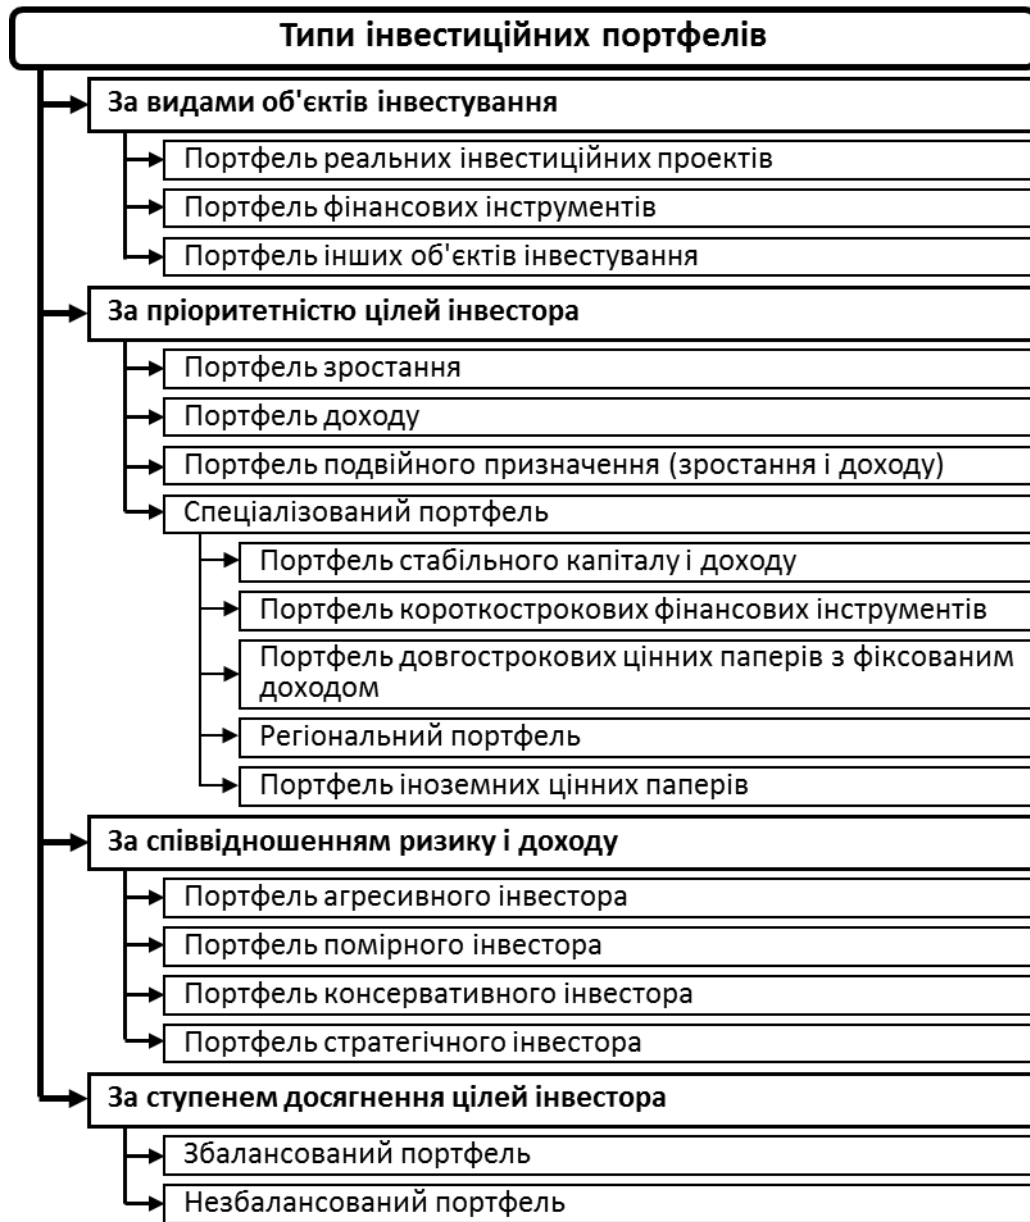 Типи інвестиційних портфелів
За видами об'єктів інвестування
Портфель реальних інвестиційних проектів
Портфель фінансових інструментів
Портфель інших об'єктів інвестування
За пріоритетністю цілей інвестора
Портфель зростання
Портфель доходу
Портфель подвійного призначення (зростання і доходу)
Спеціалізований портфель
Портфель стабільного капіталу і доходу
Портфель короткострокових фінансових інструментів
Портфель довгострокових цінних паперів з фіксованим
доходом
Регіональний портфель
Портфель іноземних цінних паперів
За співвідношенням ризику і доходу
Портфель агресивного інвестора
Портфель помірного інвестора
Портфель консервативного інвестора
Портфель стратегічного інвестора
За ступенем досягнення цілей інвестора
Збалансований портфель
Незбалансований портфель